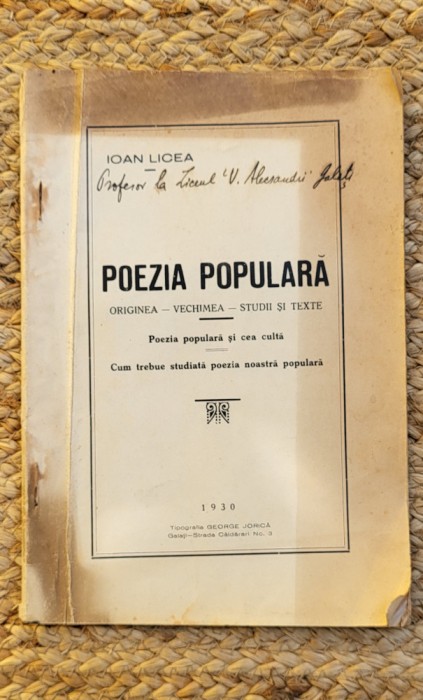 IOAN LICEA
Profesor la Liceul "V. Alecsandri" Galați
POEZIA POPULARĂ
ORIGINEA — VECHIMEA — STUDII ȘI TEXTE
Poezia populară și cea cultă
Cum trebue studiată poezia noastră populară
1930
Tipografia GEORGE JORICĂ
Galați—Strada Căldărari No. 3